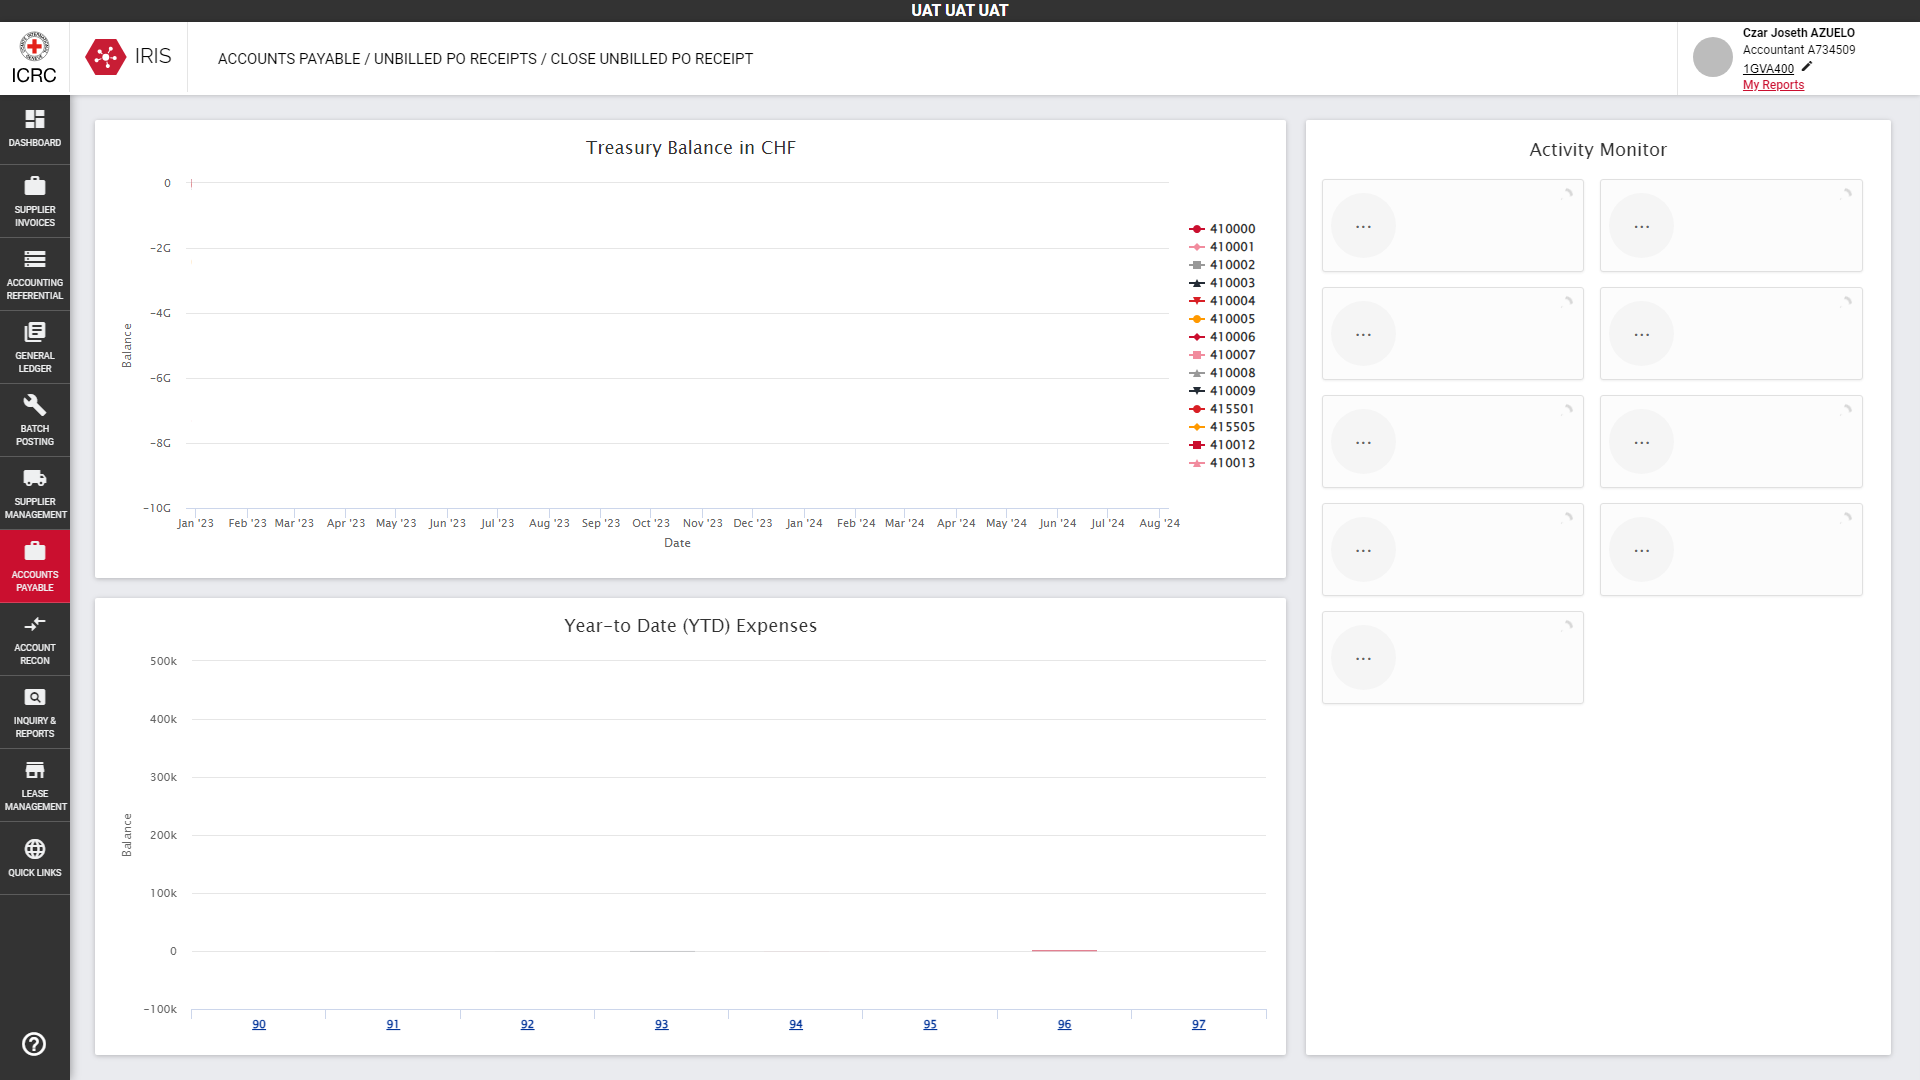 UAT UAT UAT
ICRC
IRIS
ACCOUNTS PAYABLE / UNBILLED PO RECEIPTS / CLOSE UNBILLED PO RECEIPT
Czar Joseth AZUELO
Accountant A734509
1GVA400
My Reports
DASHBOARD
SUPPLIER
INVOICES
ACCOUNTING
REFERENTIAL
GENERAL
LEDGER
BATCH
POSTING
SUPPLIER
MANAGEMENT
ACCOUNTS
PAYABLE
ACCOUNT
RECON
INQUIRY &
REPORTS
LEASE
MANAGEMENT
QUICK LINKS
Treasury Balance in CHF
0
-2G
-4G
-6G
-8G
-10G
Balance
Jan '23 Feb '23 Mar '23 Apr '23 May '23 Jun '23 Jul '23 Aug '23 Sep '23 Oct '23 Nov '23 Dec '23 Jan '24 Feb '24 Mar '24 Apr '24 May '24 Jun '24 Jul '24 Aug '24
Date
410000
410001
410002
410003
410004
410005
410006
410007
410008
410009
415501
415505
410012
410013
Year-to Date (YTD) Expenses
500k
400k
300k
200k
100k
0
-100k
Balance
90 91 92 93 94 95 96 97
Activity Monitor
... ...
... ...
... ...
... ...
...